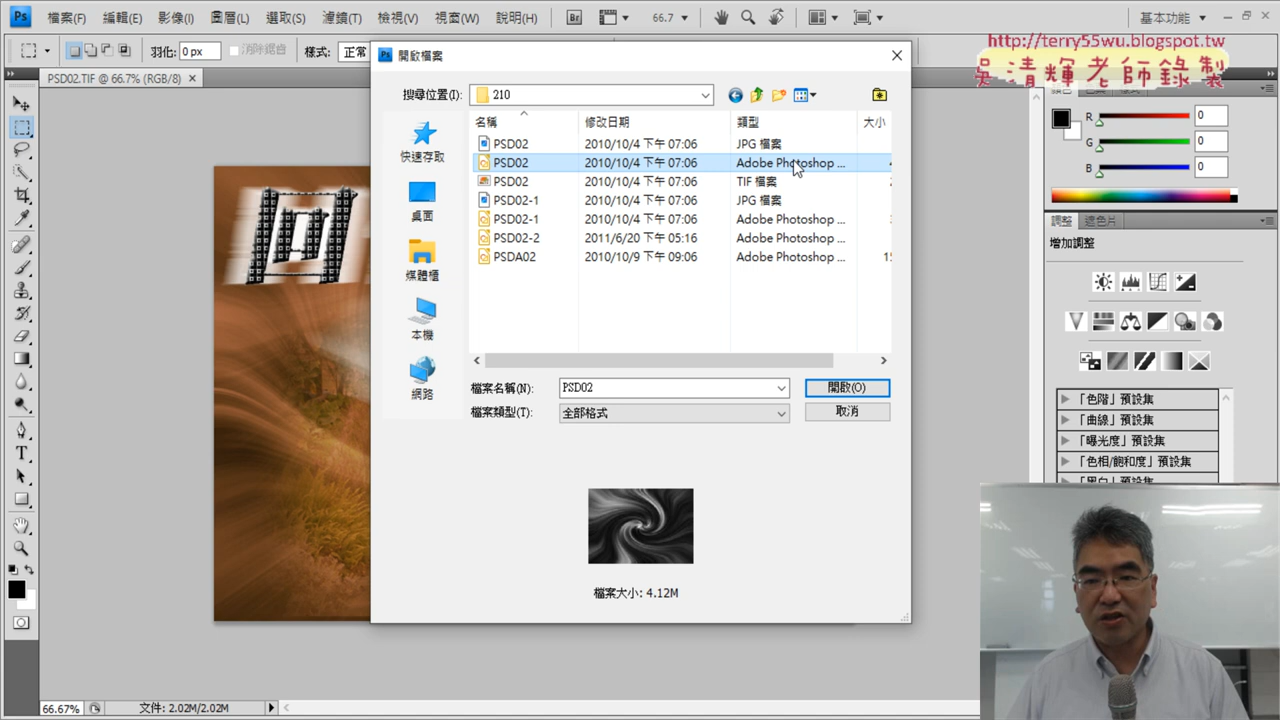 Ps 檔案(F) 編輯(E) 影像(I) 圖層(L) 選取(S) 濾鏡(T) 檢視(V) 視窗(W) 說明(H) Br 66.7 基本功能
羽化: 0 px 消除鋸齒 樣式: 正常
http://terry55wu.blogspot.tw
吳清輝老師錄製
PSD02.TIF @ 66.7% (RGB/8)
Ps 開啟檔案
搜尋位置(I): 210
名稱 修改日期 類型 大小
PSD02 2010/10/4 下午 07:06 JPG 檔案
PSD02 2010/10/4 下午 07:06 Adobe Photoshop ...
PSD02 2010/10/4 下午 07:06 TIF 檔案
PSD02-1 2010/10/4 下午 07:06 JPG 檔案
PSD02-1 2010/10/4 下午 07:06 Adobe Photoshop ...
PSD02-2 2011/6/20 下午 05:16 Adobe Photoshop ...
PSDA02 2010/10/9 下午 09:06 Adobe Photoshop ... 15
快速存取
桌面
媒體櫃
本機
網路
檔案名稱(N): PSD02 開啟(O)
檔案類型(T): 全部格式 取消
檔案大小: 4.12M
R 0
G 0
B 0
調整 遮色片
增加調整
「色階」預設集
「曲線」預設集
「曝光度」預設集
「色相/飽和度」預設集
66.67% 文件: 2.02M/2.02M